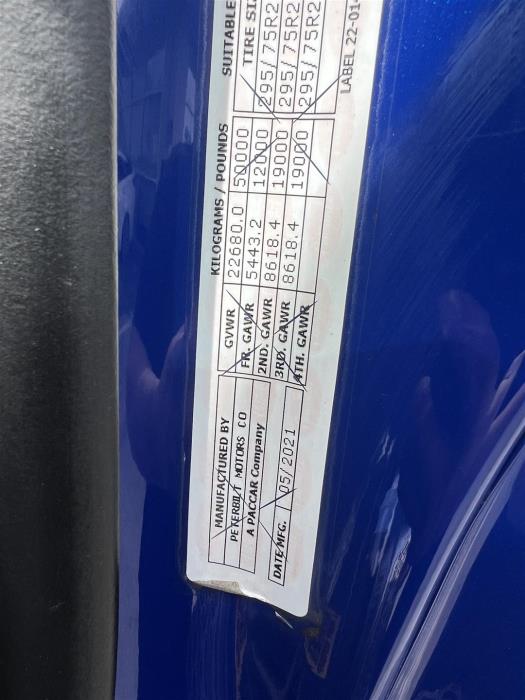 MANUFACTURED BY
PETERBILT MOTORS CO
A PACCAR Company
DATE MFG. 05/2021
KILOGRAMS / POUNDS SUITABLE
GVWR 22680.0 50000 TIRE
FR. GAWR 5443.2 12000 295/75R2
2ND. GAWR 8618.4 19000 295/75R2
3RD. GAWR 8618.4 19000 295/75R2
4TH. GAWR
LABEL 22-01-